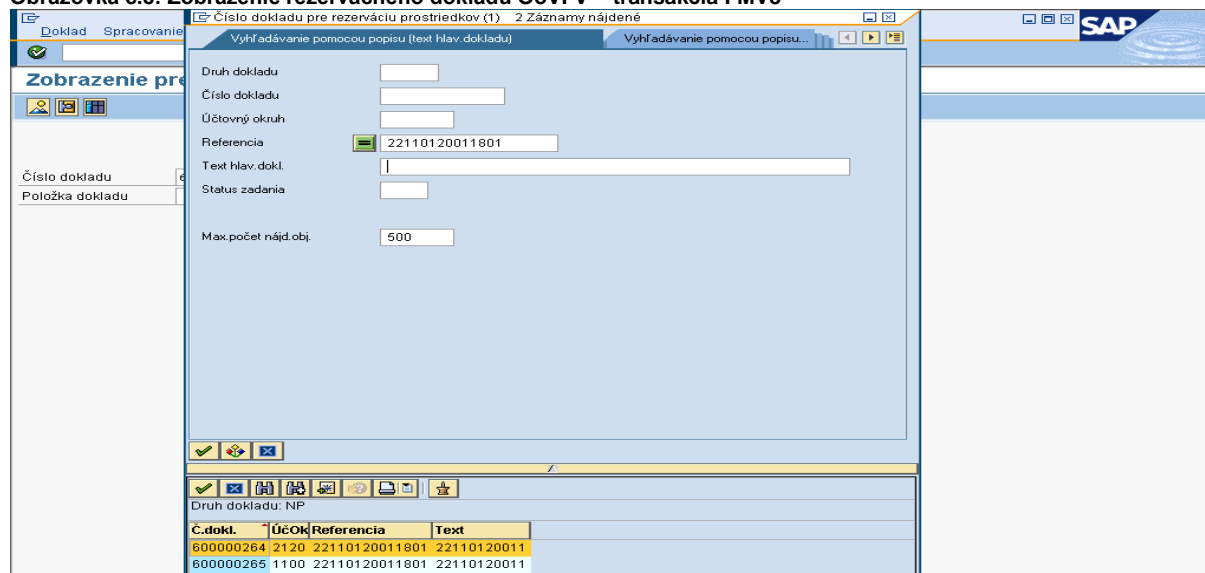 Číslo dokladu pre rezerváciu prostriedkov (1) 2 Záznamy nájdené
Doklad Spracovanie
SAP
Vyhľadávanie pomocou popisu (text hlav.dokladu) Vyhľadávanie pomocou popisu...
Zobrazenie pre
Druh dokladu
Číslo dokladu
Účtovný okruh
Referencia 22110120011801
Text hlav.dokl.
Číslo dokladu 6
Status zadania
Položka dokladu
Max.počet nájd.obj. 500
Druh dokladu: NP
Č.dokl. ÚčOk Referencia Text
600000264 2120 22110120011801 22110120011
600000265 1100 22110120011801 22110120011